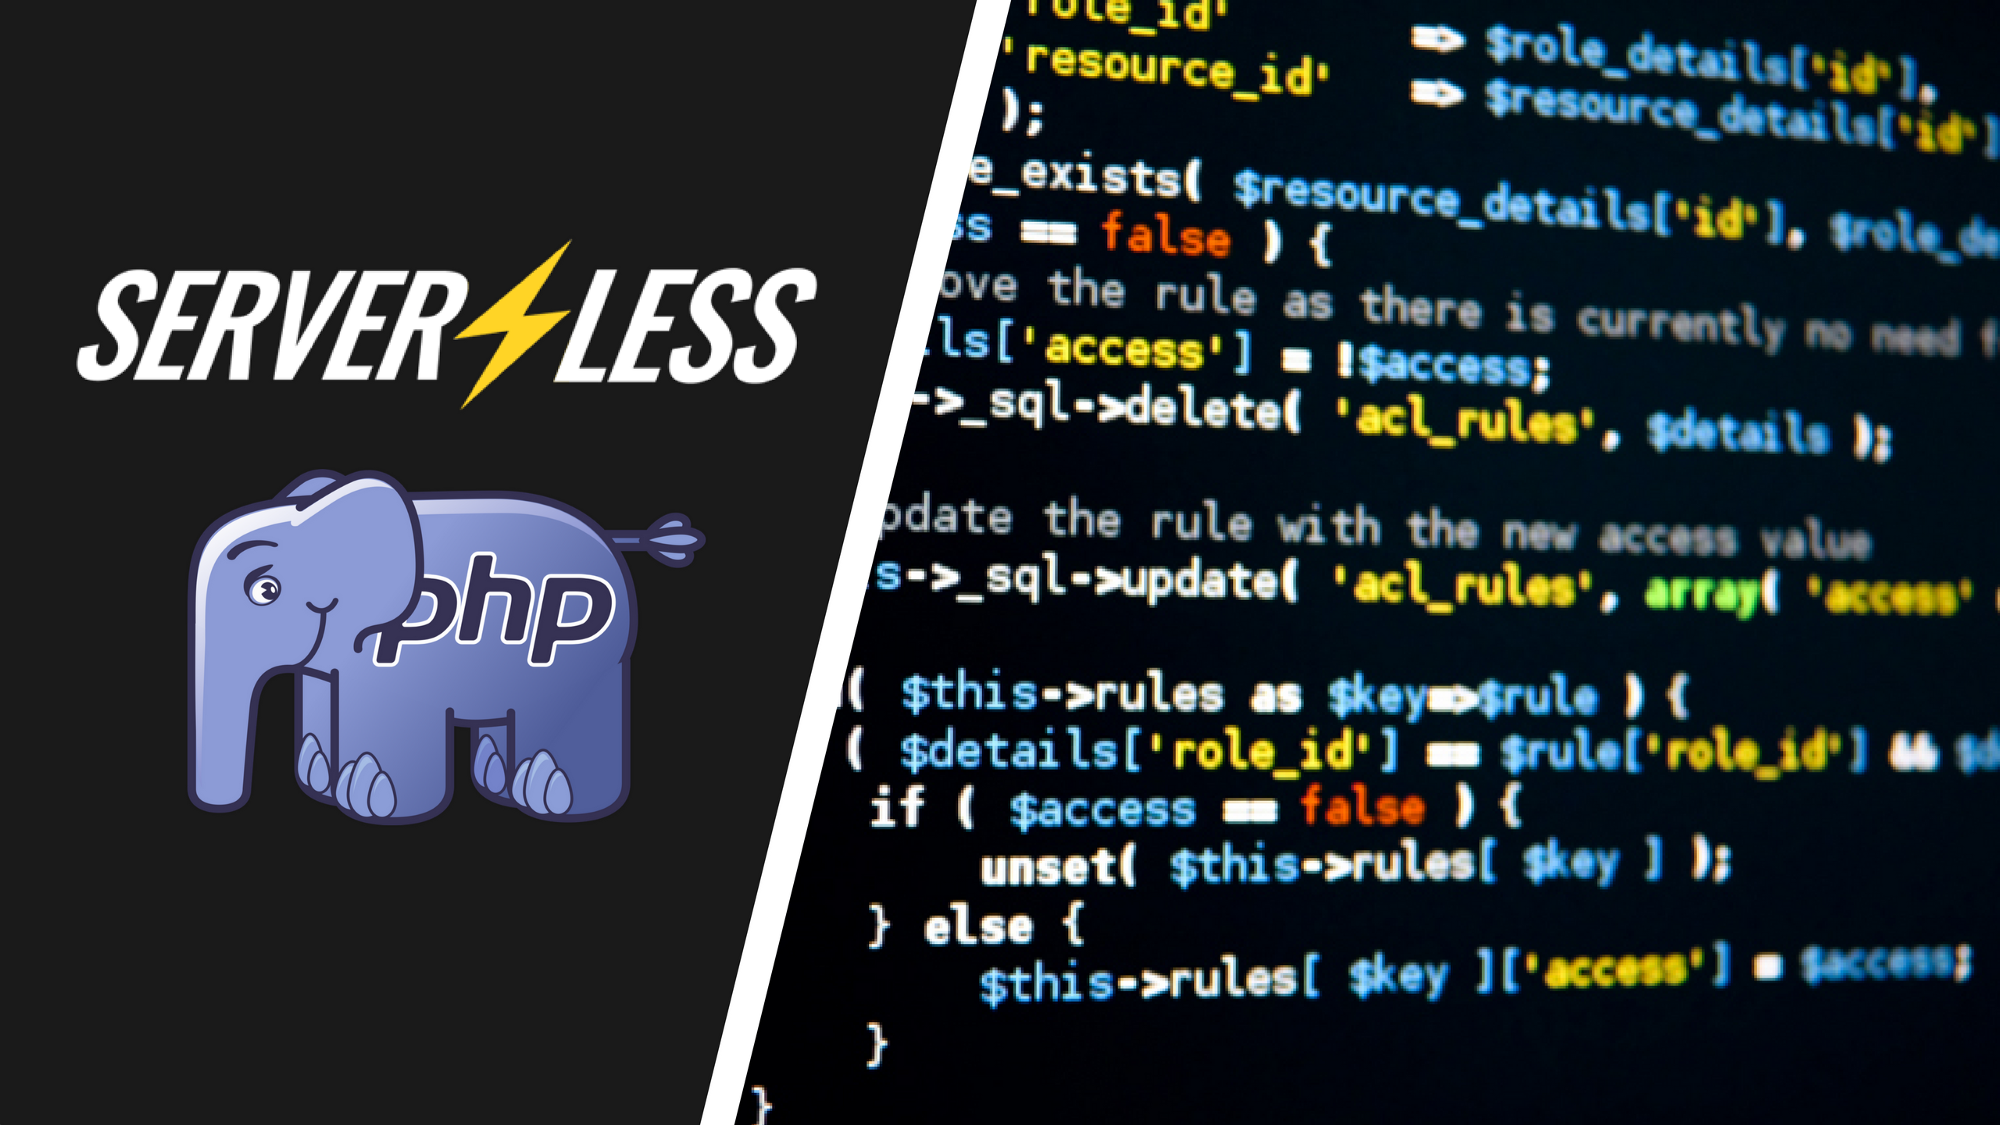 SERVERLESS
php
role_id'
'resource_id' => $role_details['id'],
=> $resource_details['id']
);
e_exists( $resource_details['id'],
ss == false ) {
ove the rule as there is currently no need
ls['access'] = !$access;
->_sql->delete( 'acl_rules', $details );
pdate the rule with the new access value
s->_sql->update( 'acl_rules', array( 'access'
( $this->rules as $key=>$rule ) {
( $details['role_id'] == $rule['role_id'] &&
if ( $access == false ) {
unset( $this->rules[ $key ] );
} else {
$this->rules[ $key ]['access'] = $access;
}
}